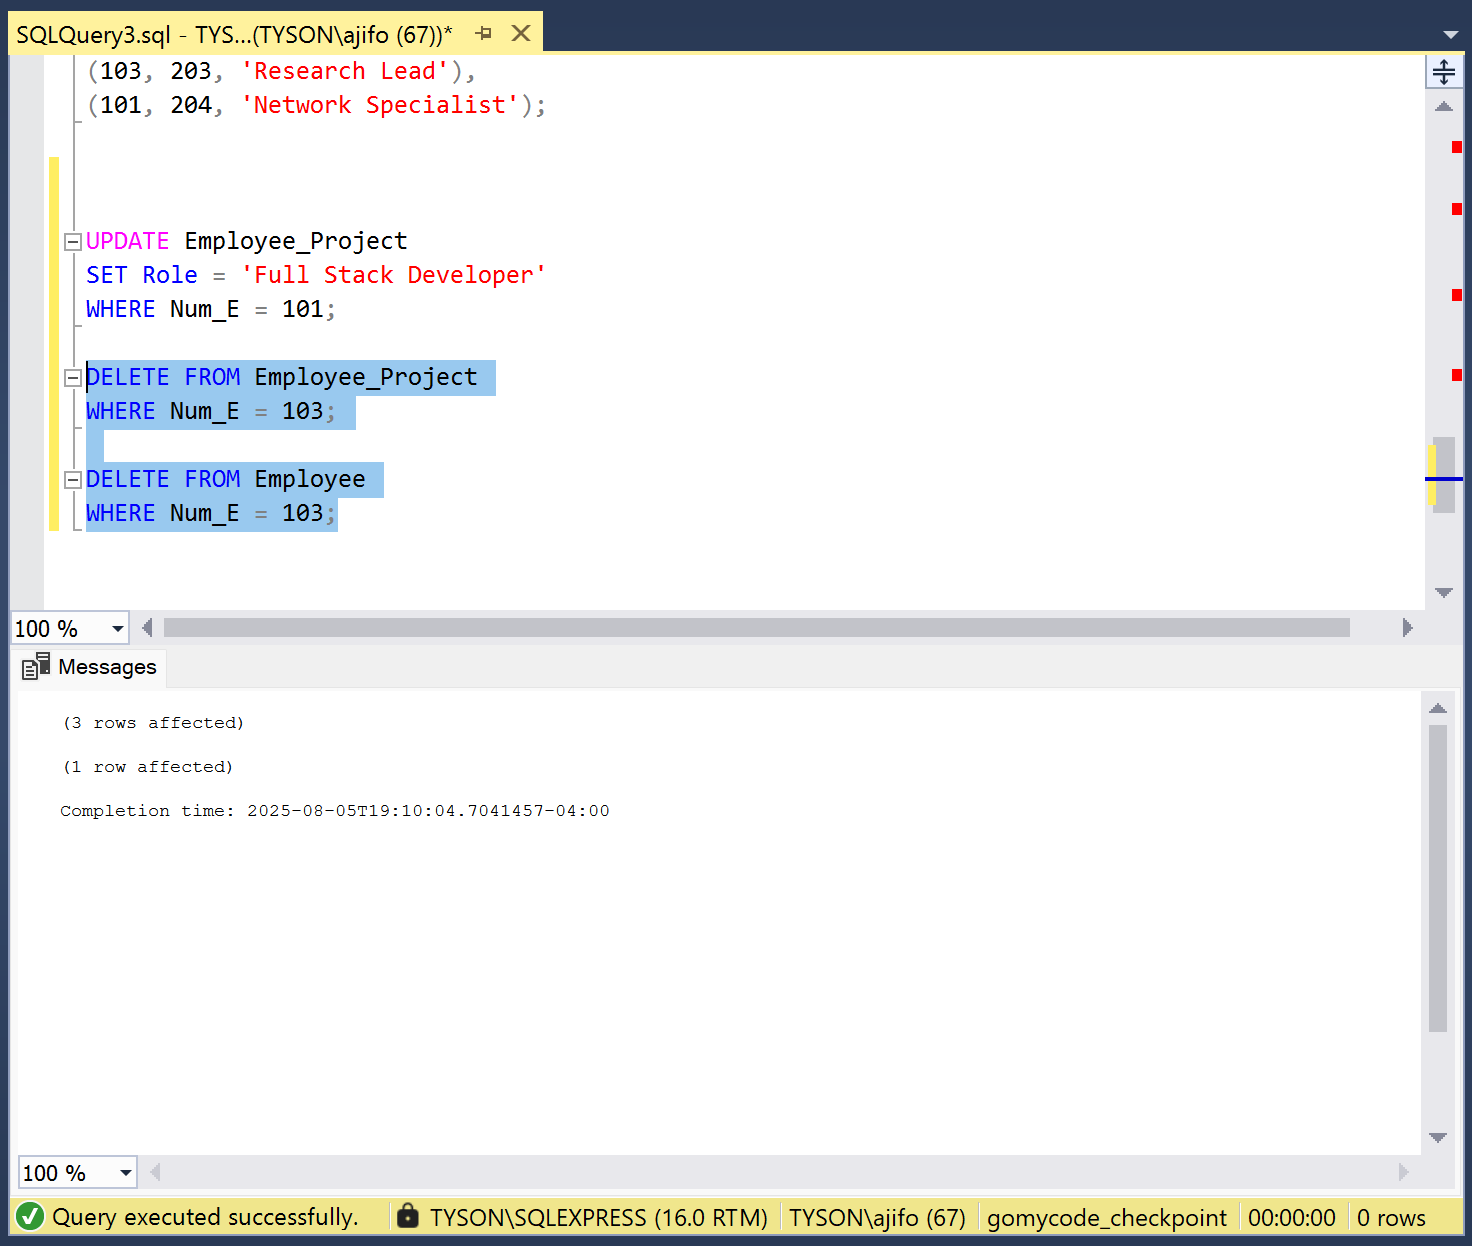 SQLQuery3.sql - TYS...(TYSON\ajifo (67))*
(103, 203, 'Research Lead'),
(101, 204, 'Network Specialist');
UPDATE Employee_Project
SET Role = 'Full Stack Developer'
WHERE Num_E = 101;
DELETE FROM Employee_Project
WHERE Num_E = 103;
DELETE FROM Employee
WHERE Num_E = 103;
100 %
Messages
(3 rows affected)
(1 row affected)
Completion time: 2025-08-05T19:10:04.7041457-04:00
100 %
Query executed successfully. TYSON\SQLEXPRESS (16.0 RTM) TYSON\ajifo (67) gomycode_checkpoint 00:00:00 0 rows